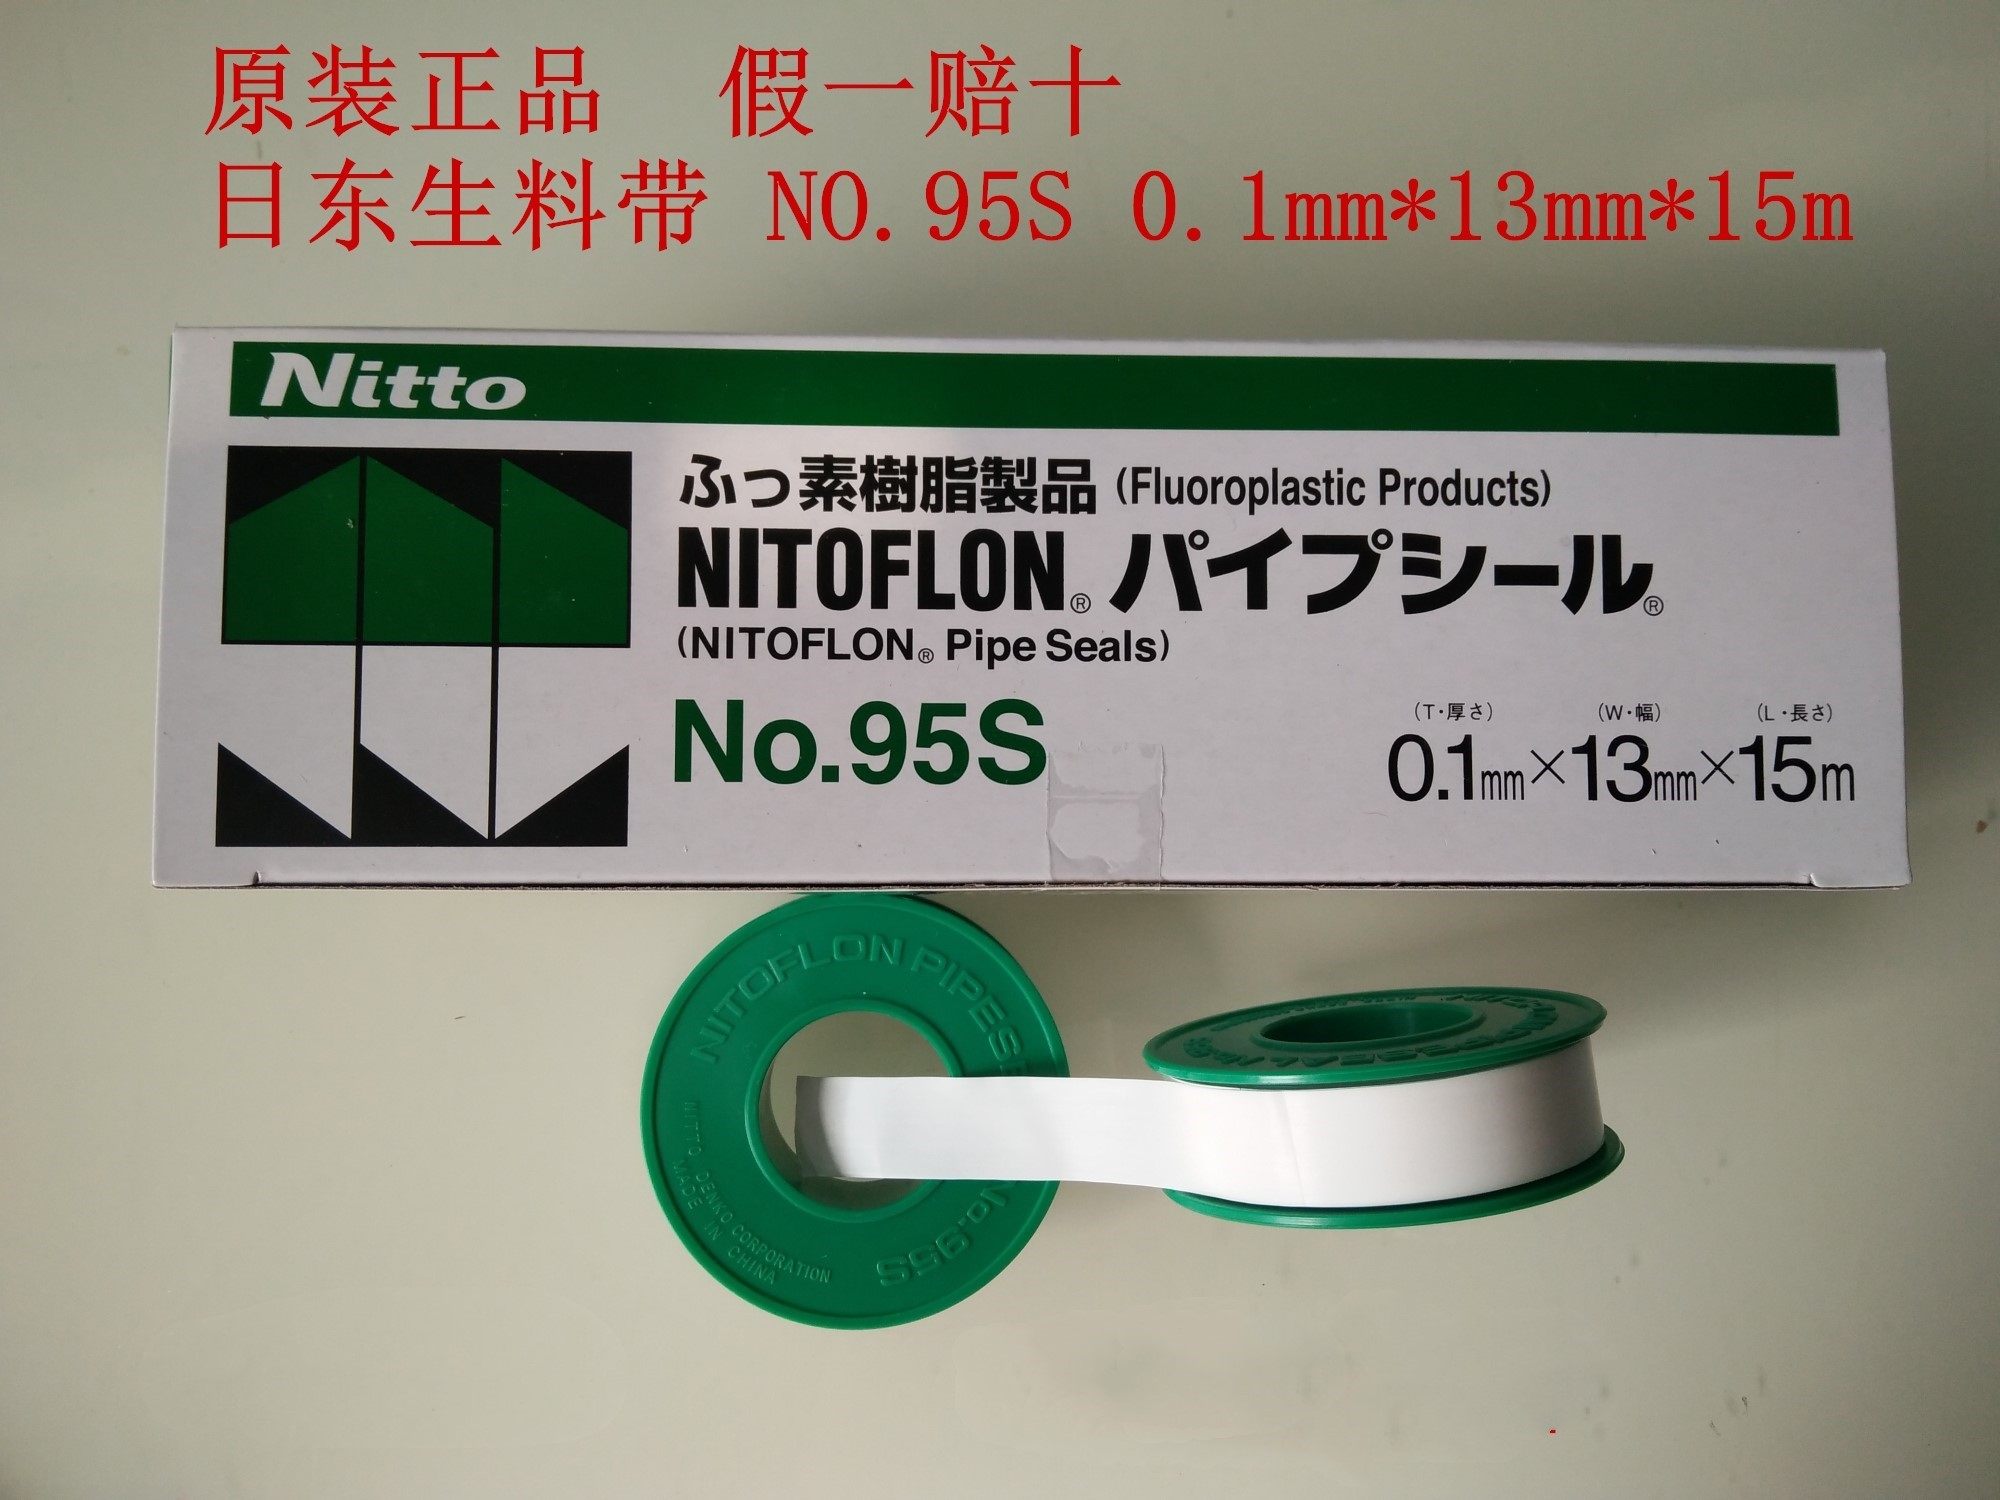 原装正品 假一赔十
日东生料带 NO.95S 0.1mm*13mm*15m
Nitto
ふっ素樹脂製品 (Fluoroplastic Products)
NITOFLON® パイプシール®
(NITOFLON® Pipe Seals)
No.95S
(T・厚さ) (W・幅) (L・長さ)
0.1mm×13mm×15m
NITOFLON PIPE
No.95S
NITTO DENKO CORPORATION
MADE IN CHINA